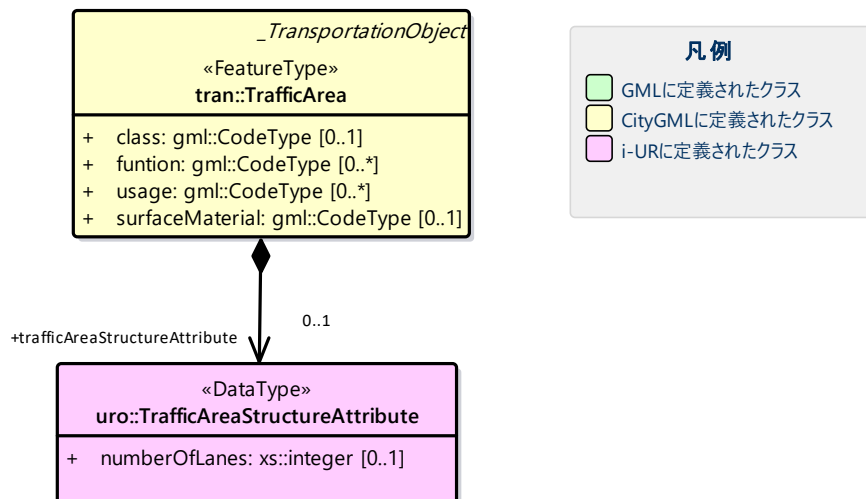 _TransportationObject
«FeatureType»
tran::TrafficArea
+ class: gml::CodeType [0..1]
+ funtion: gml::CodeType [0..*]
+ usage: gml::CodeType [0..*]
+ surfaceMaterial: gml::CodeType [0..1]
+trafficAreaStructureAttribute
0..1
«DataType»
uro::TrafficAreaStructureAttribute
+ numberOfLanes: xs::integer [0..1]
凡例
GMLに定義されたクラス
CityGMLに定義されたクラス
i-URに定義されたクラス